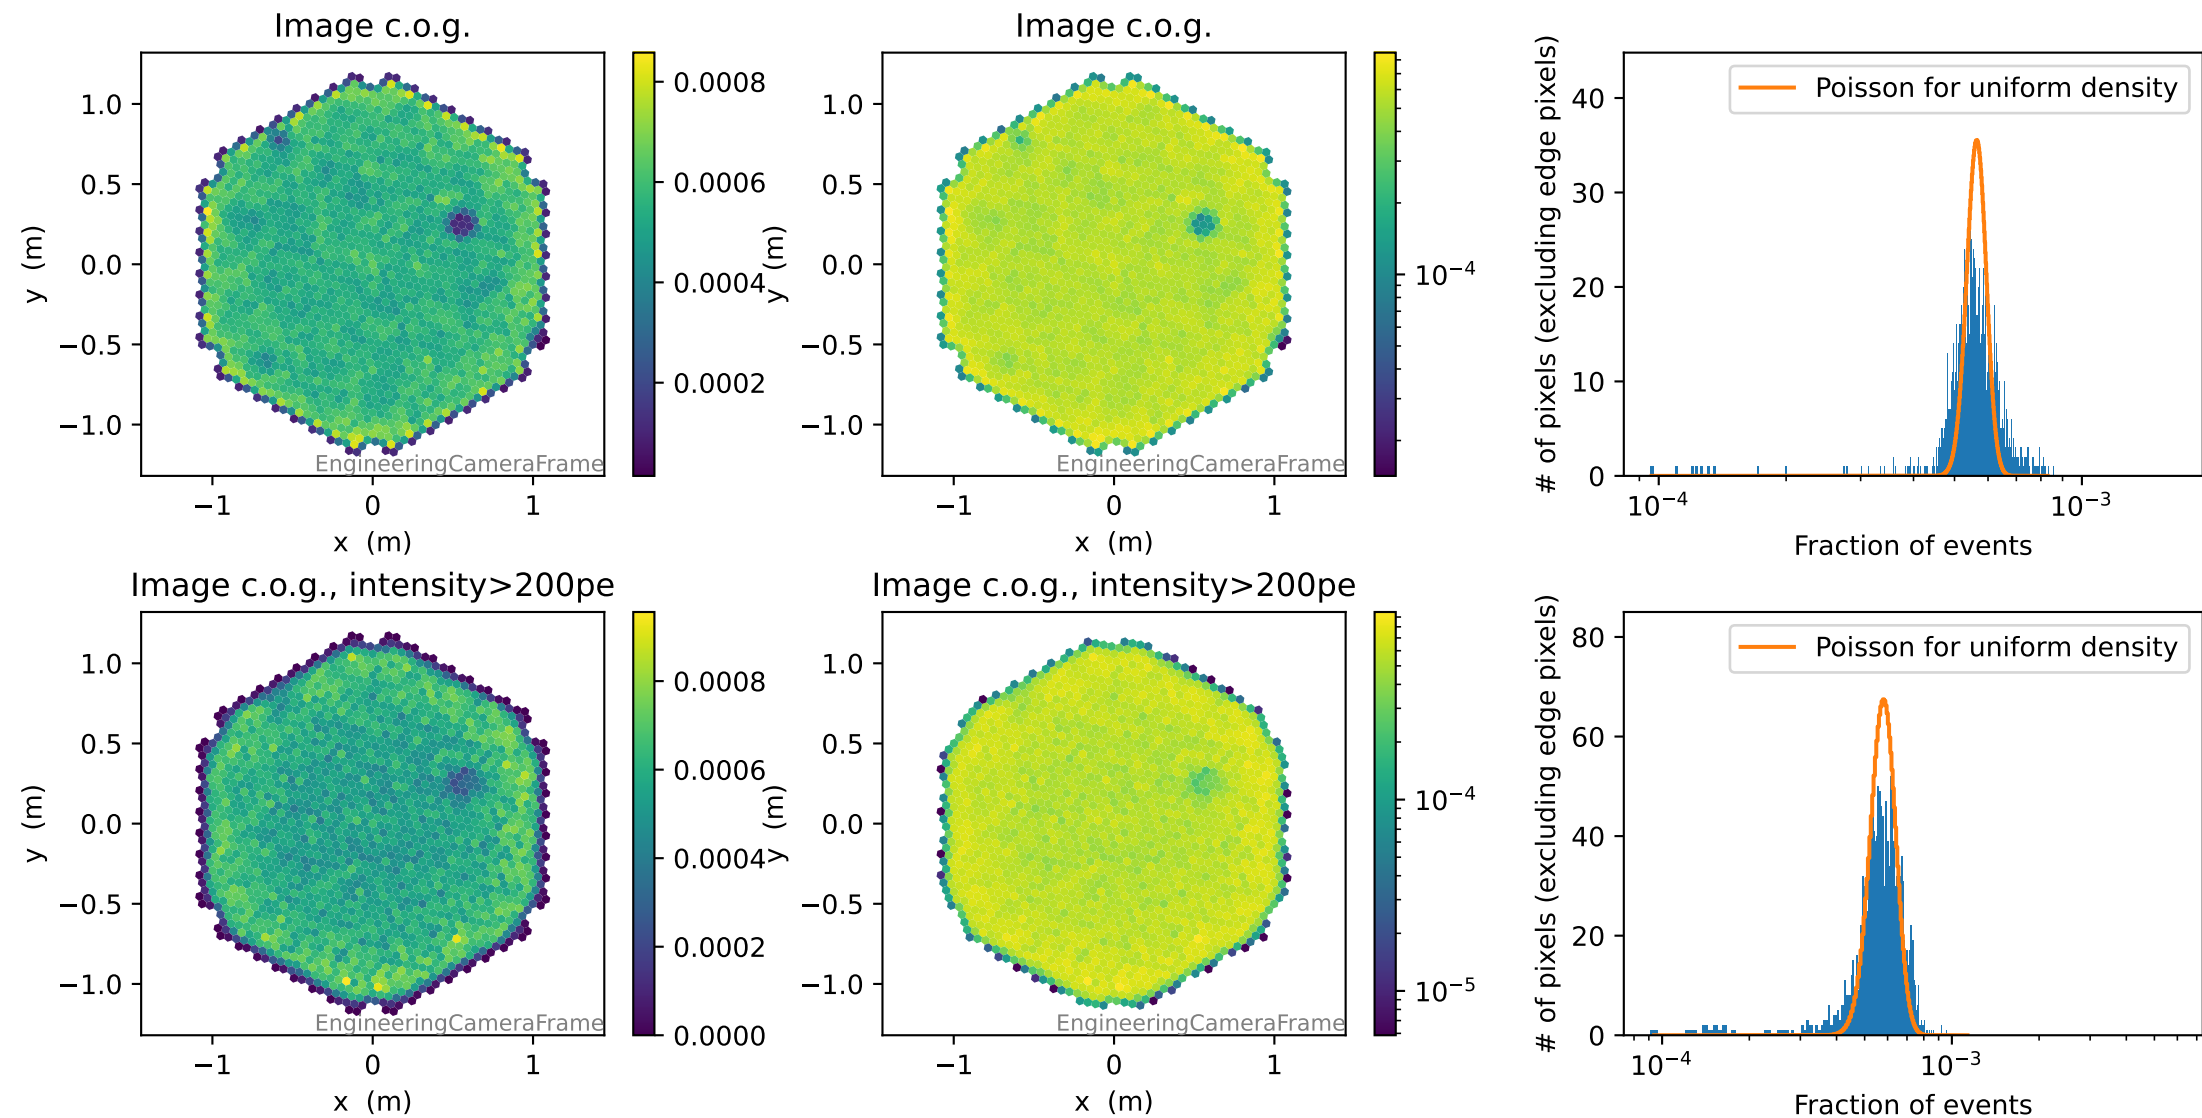 Image c.o.g.
1.0
0.5
0.0
−0.5
−1.0
y (m)
−1
0
1
x (m)
EngineeringCameraFrame
0.0008
0.0006
0.0004
0.0002
Image c.o.g.
1.0
0.5
0.0
−0.5
−1.0
y (m)
−1
0
1
x (m)
EngineeringCameraFrame
10⁻⁴
Poisson for uniform density
# of pixels (excluding edge pixels)
40
30
20
10
0
10⁻⁴
10⁻³
Fraction of events
Image c.o.g., intensity>200pe
1.0
0.5
0.0
−0.5
−1.0
y (m)
−1
0
1
x (m)
EngineeringCameraFrame
0.0008
0.0006
0.0004
0.0002
0.0000
Image c.o.g., intensity>200pe
1.0
0.5
0.0
−0.5
−1.0
y (m)
−1
0
1
x (m)
EngineeringCameraFrame
10⁻⁴
10⁻⁵
Poisson for uniform density
# of pixels (excluding edge pixels)
80
60
40
20
0
10⁻⁴
10⁻³
Fraction of events